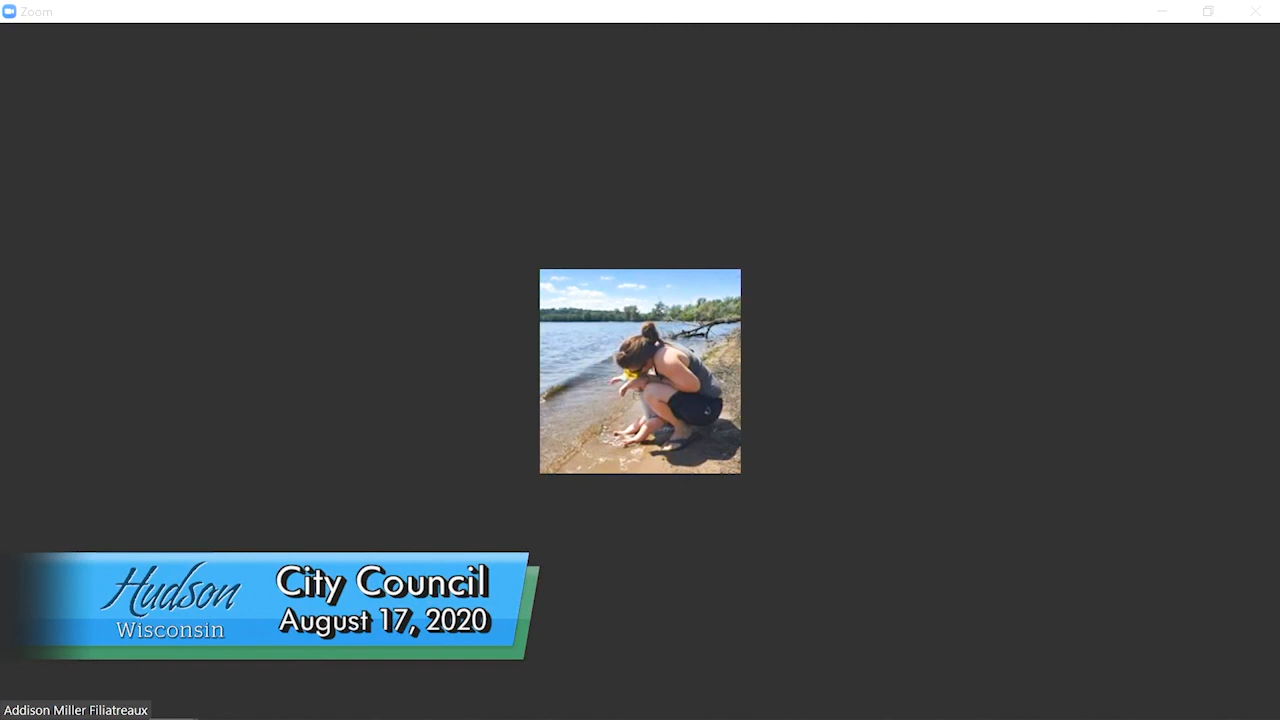 Zoom
Hudson
Wisconsin
City Council
August 17, 2020
Addison Miller Filiatreaux